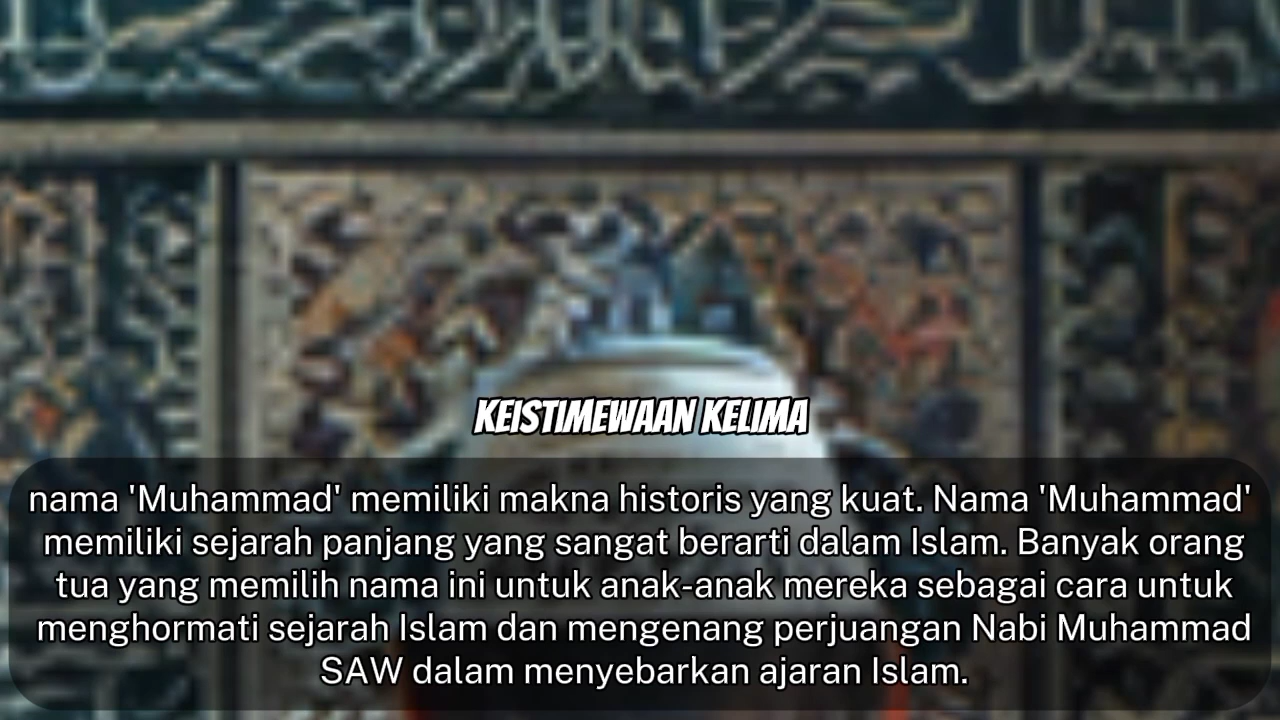 KEISTIMEWAAN KELIMA
nama 'Muhammad' memiliki makna historis yang kuat. Nama 'Muhammad'
memiliki sejarah panjang yang sangat berarti dalam Islam. Banyak orang
tua yang memilih nama ini untuk anak-anak mereka sebagai cara untuk
menghormati sejarah Islam dan mengenang perjuangan Nabi Muhammad
SAW dalam menyebarkan ajaran Islam.